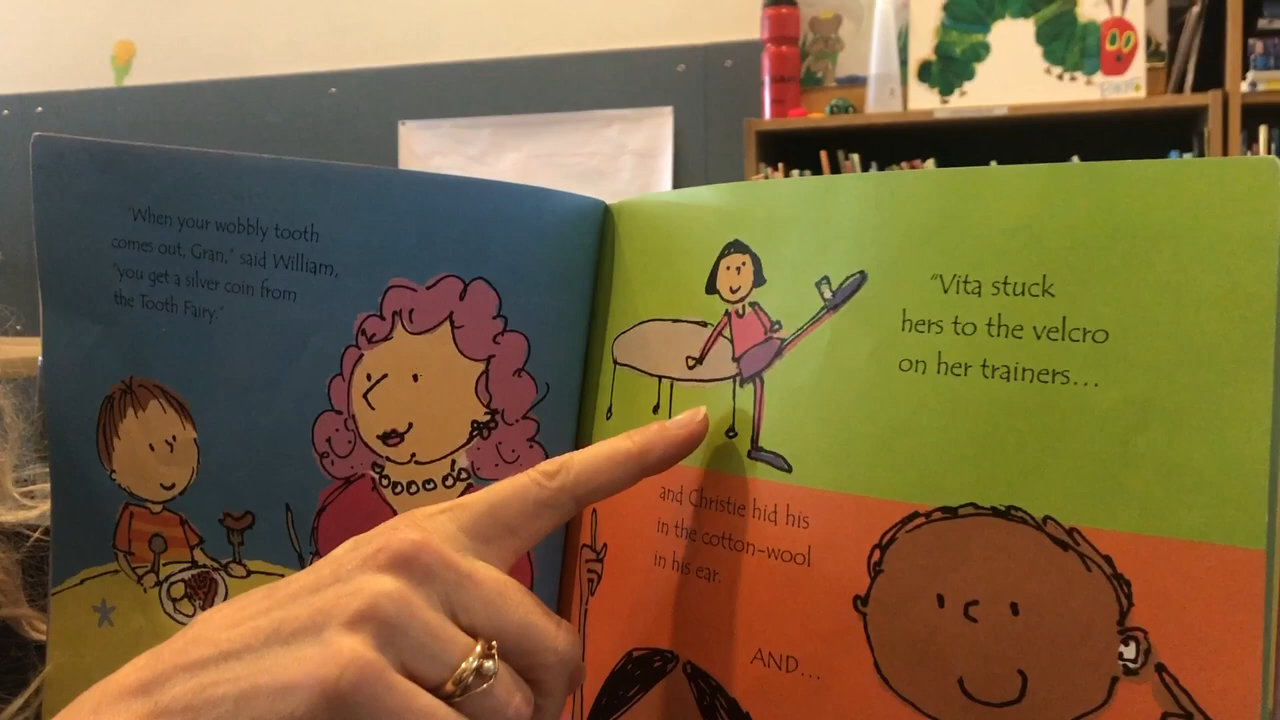 "When your wobbly tooth
comes out, Gran," said William,
"you get a silver coin from
the Tooth Fairy."
"Vita stuck
hers to the velcro
on her trainers...
and Christie hid his
in the cotton-wool
in his ear.
AND...